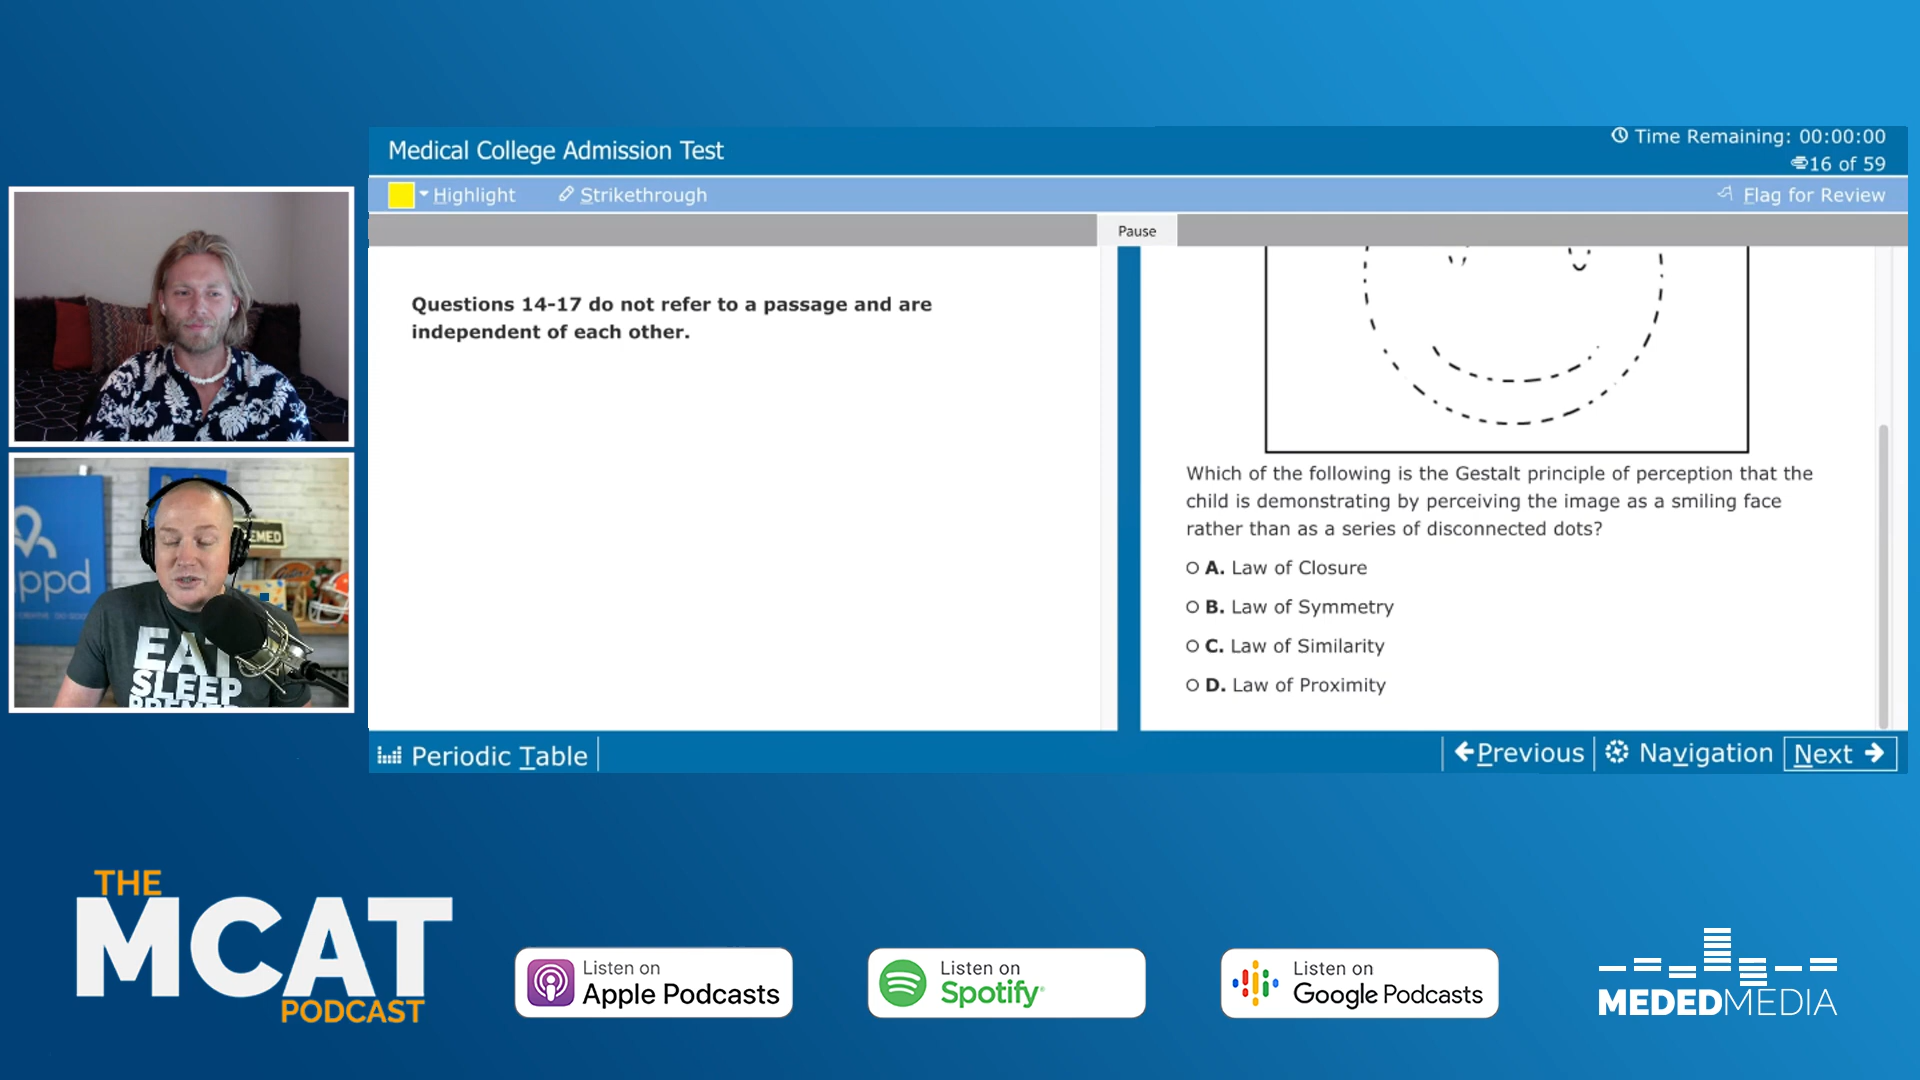 Medical College Admission Test
Time Remaining: 00:00:00
16 of 59
Highlight
Strikethrough
Flag for Review
Pause
Questions 14-17 do not refer to a passage and are
independent of each other.
Which of the following is the Gestalt principle of perception that the
child is demonstrating by perceiving the image as a smiling face
rather than as a series of disconnected dots?
A. Law of Closure
B. Law of Symmetry
C. Law of Similarity
D. Law of Proximity
Periodic Table
Previous
Navigation
Next
ppd
EMED
EAT
SLEEP
PREMED
THE
MCAT
PODCAST
Listen on
Apple Podcasts
Listen on
Spotify
Listen on
Google Podcasts
MEDEDMEDIA